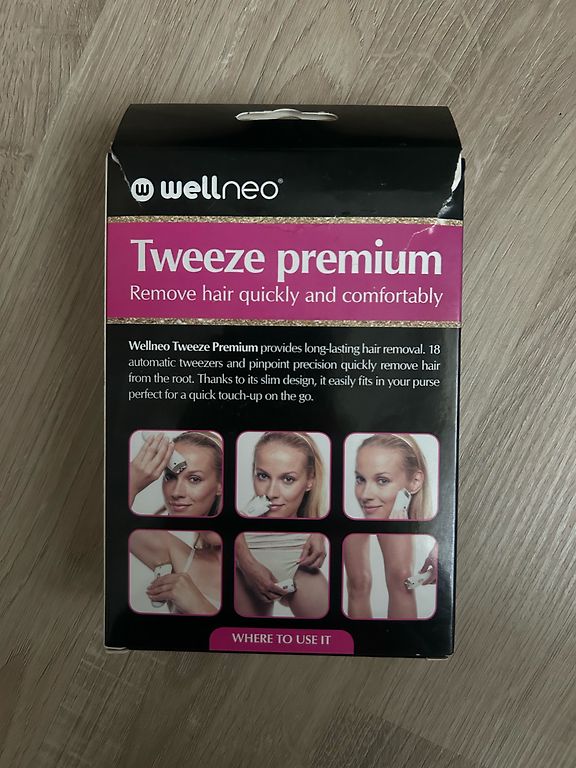 w wellneo®
Tweeze premium
Remove hair quickly and comfortably
Wellneo Tweeze Premium provides long-lasting hair removal. 18
automatic tweezers and pinpoint precision quickly remove hair
from the root. Thanks to its slim design, it easily fits in your purse
perfect for a quick touch-up on the go.
WHERE TO USE IT